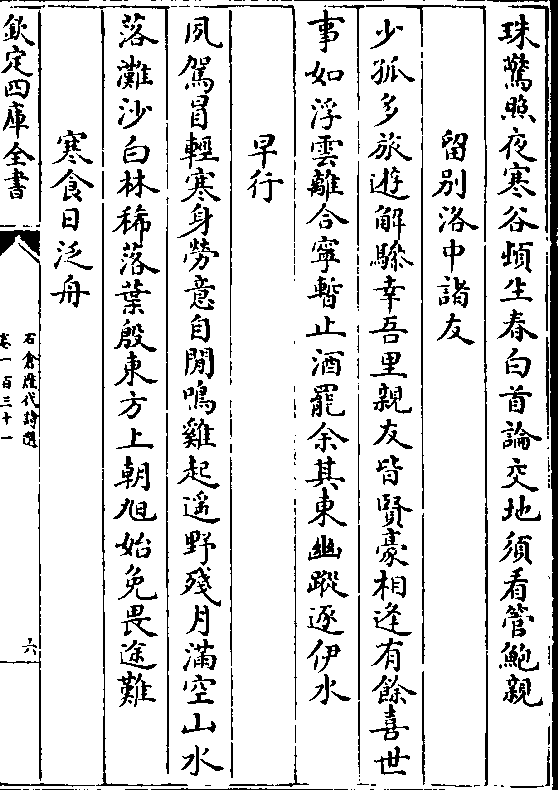 珠驚照夜寒谷頓生春白首論交地須看管鮑親
留别洛中諸友
少孤多旅遊解驂幸吾里親友皆賢豪相逢有餘喜世
事如浮雲離合寧暫止酒罷余其東幽蹤逐伊水
早行
夙駕冒輕寒身勞意自閒鳴雞起遥野殘月滿空山水
落灘沙白林稀落葉殷東方上朝旭始免畏途難
寒食日泛舟
欽定四庫全書
石倉歴代詩選
卷一百三十一
六